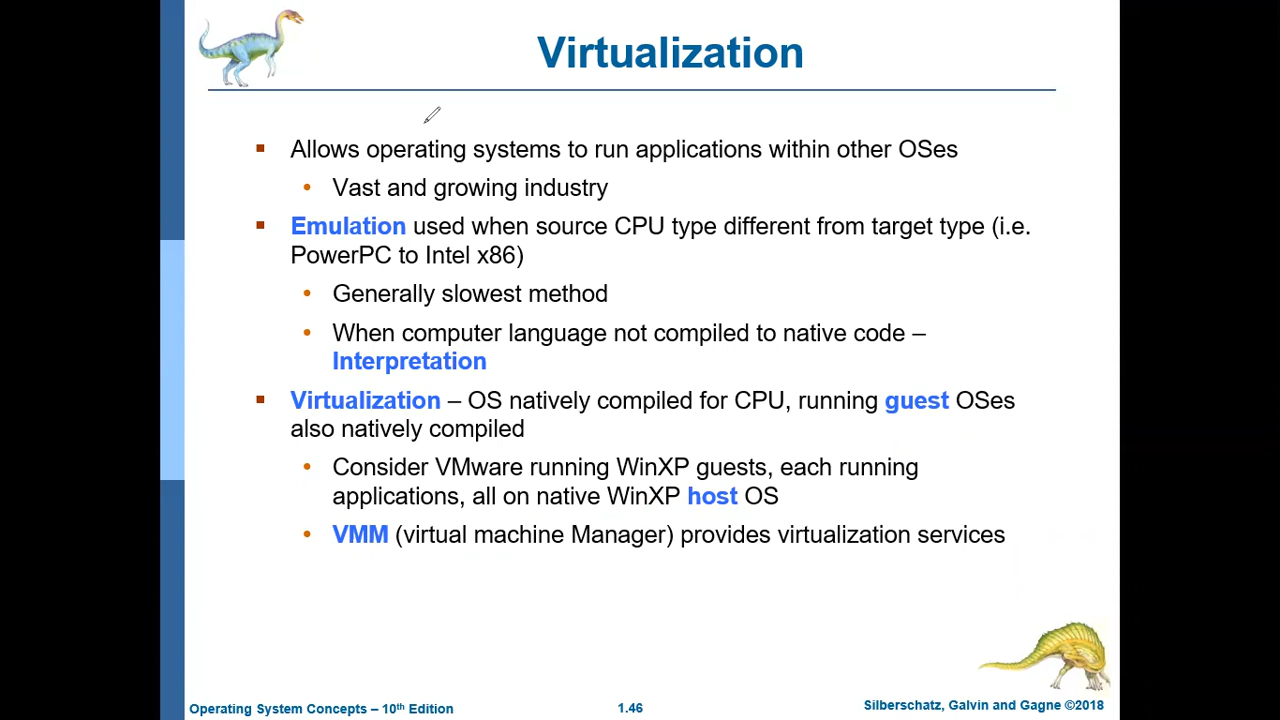 Virtualization
Allows operating systems to run applications within other OSes
Vast and growing industry
Emulation used when source CPU type different from target type (i.e.
PowerPC to Intel x86)
Generally slowest method
When computer language not compiled to native code –
Interpretation
Virtualization – OS natively compiled for CPU, running guest OSes
also natively compiled
Consider VMware running WinXP guests, each running
applications, all on native WinXP host OS
VMM (virtual machine Manager) provides virtualization services
Operating System Concepts – 10th Edition
1.46
Silberschatz, Galvin and Gagne ©2018